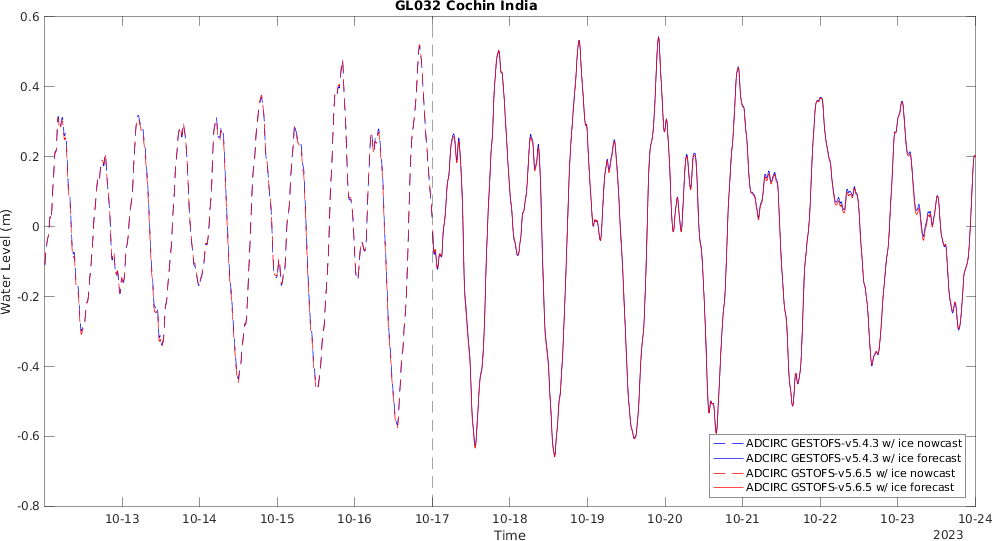 GL032 Cochin India
0.6
0.4
0.2
0
-0.2
-0.4
-0.6
-0.8
Water Level (m)
ADCIRC GESTOFS-v5.4.3 w/ ice nowcast
ADCIRC GESTOFS-v5.4.3 w/ ice forecast
ADCIRC GSTOFS-v5.6.5 w/ ice nowcast
ADCIRC GSTOFS-v5.6.5 w/ ice forecast
10-13 10-14 10-15 10-16 10-17 10-18 10-19 10-20 10-21 10-22 10-23 10-24
Time
2023